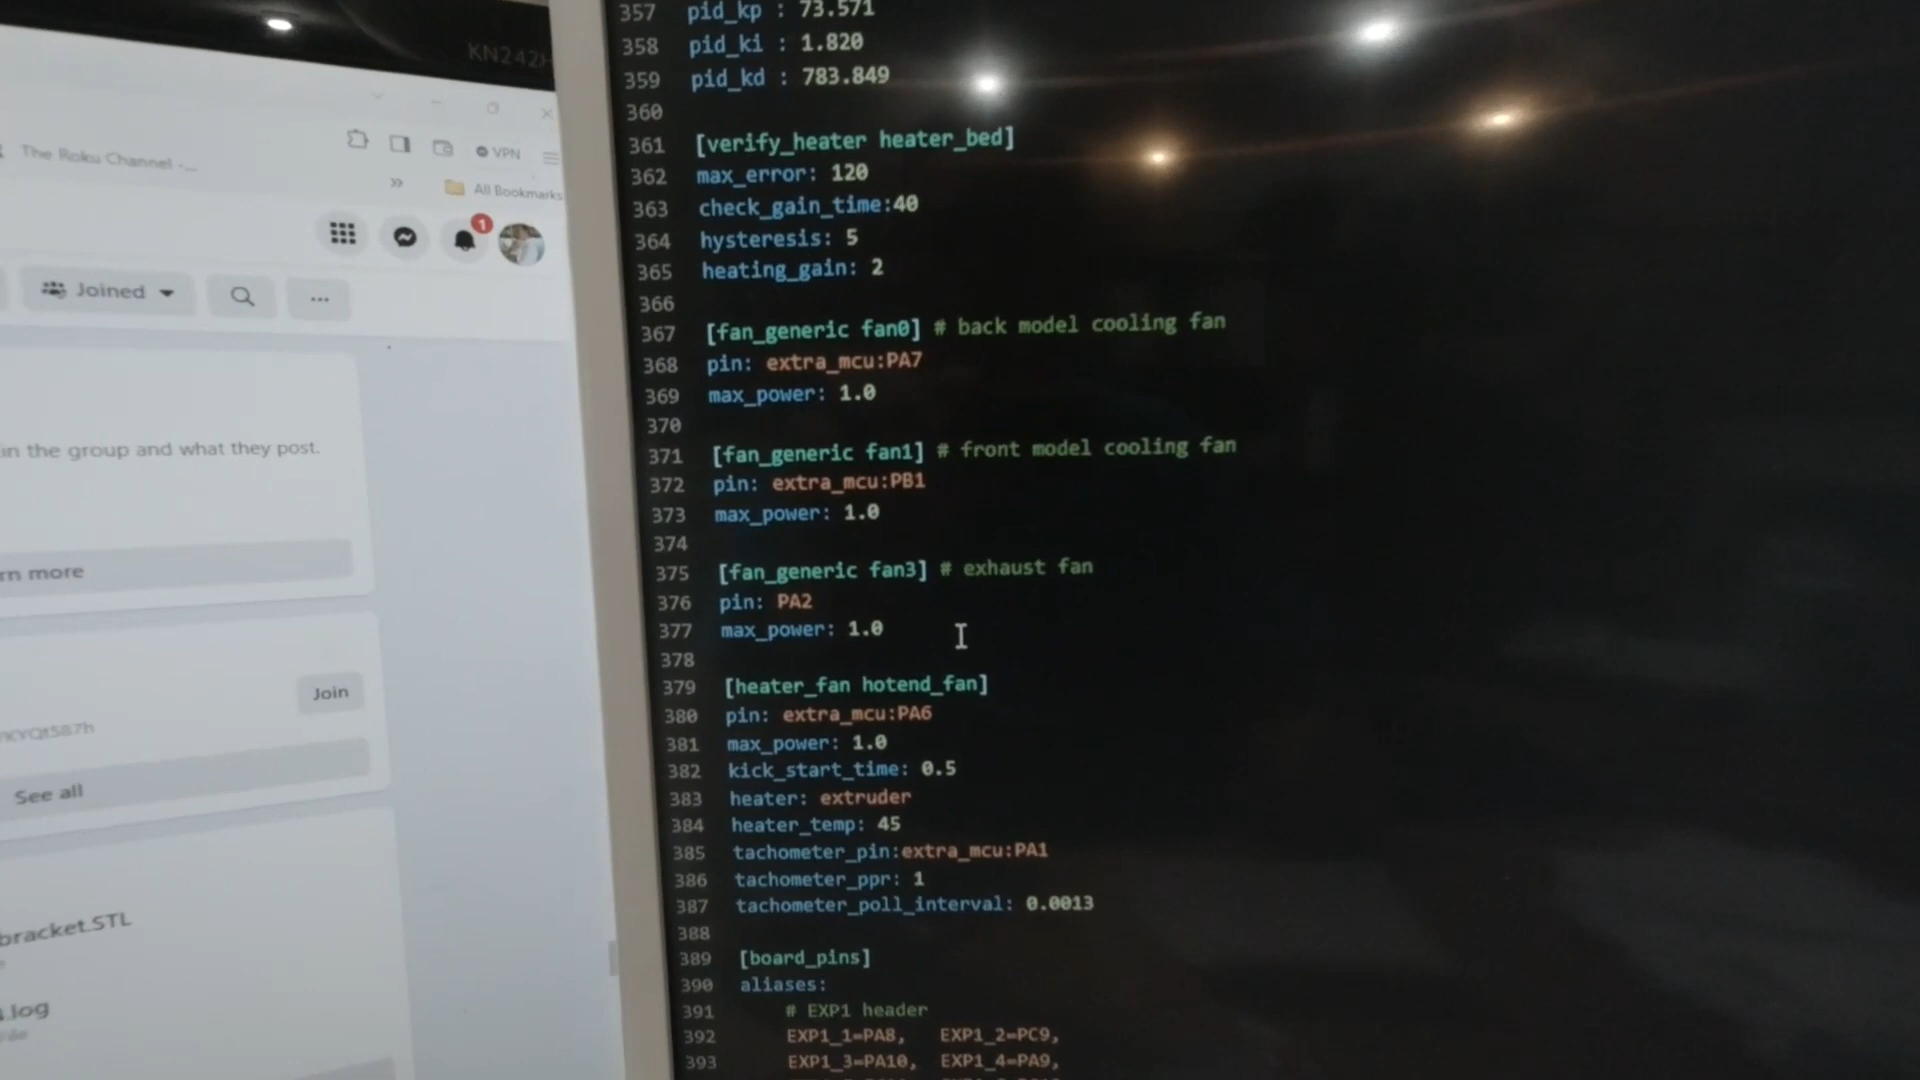 KN242H
The Roku Channel -...
VPN
All Bookmarks
1
Joined
in the group and what they post.
rn more
Join
See all
bracket.STL
.log
357 pid_kp : 73.571
358 pid_ki : 1.820
359 pid_kd : 783.849
360
361 [verify_heater heater_bed]
362 max_error: 120
363 check_gain_time:40
364 hysteresis: 5
365 heating_gain: 2
366
367 [fan_generic fan0] # back model cooling fan
368 pin: extra_mcu:PA7
369 max_power: 1.0
370
371 [fan_generic fan1] # front model cooling fan
372 pin: extra_mcu:PB1
373 max_power: 1.0
374
375 [fan_generic fan3] # exhaust fan
376 pin: PA2
377 max_power: 1.0
378
379 [heater_fan hotend_fan]
380 pin: extra_mcu:PA6
381 max_power: 1.0
382 kick_start_time: 0.5
383 heater: extruder
384 heater_temp: 45
385 tachometer_pin:extra_mcu:PA1
386 tachometer_ppr: 1
387 tachometer_poll_interval: 0.0013
388
389 [board_pins]
390 aliases:
391 # EXP1 header
392 EXP1_1=PA8, EXP1_2=PC9,
393 EXP1_3=PA10, EXP1_4=PA9,